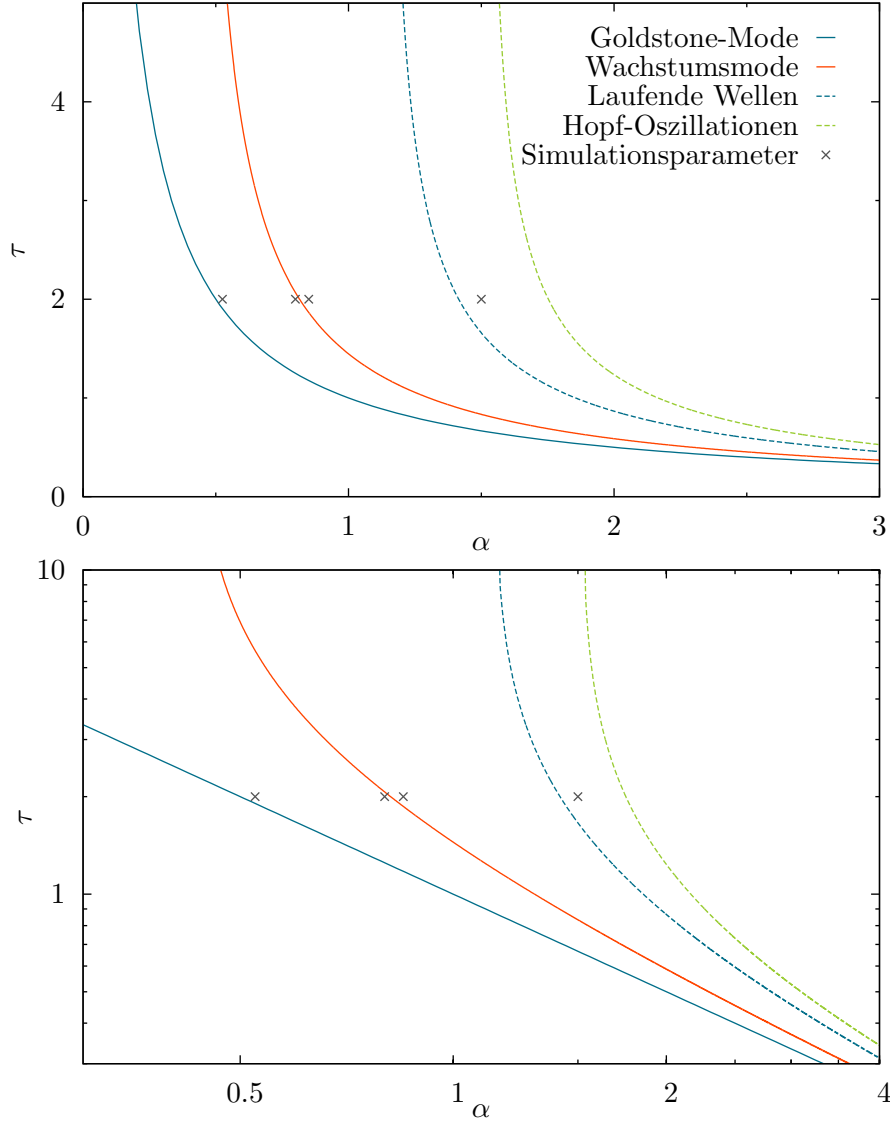 Goldstone-Mode
Wachstumsmode
Laufende Wellen
Hopf-Oszillationen
Simulationsparameter ×
4
2
0
τ
0 1 2 3
α
10
1
τ
0.5 1 2 4
α